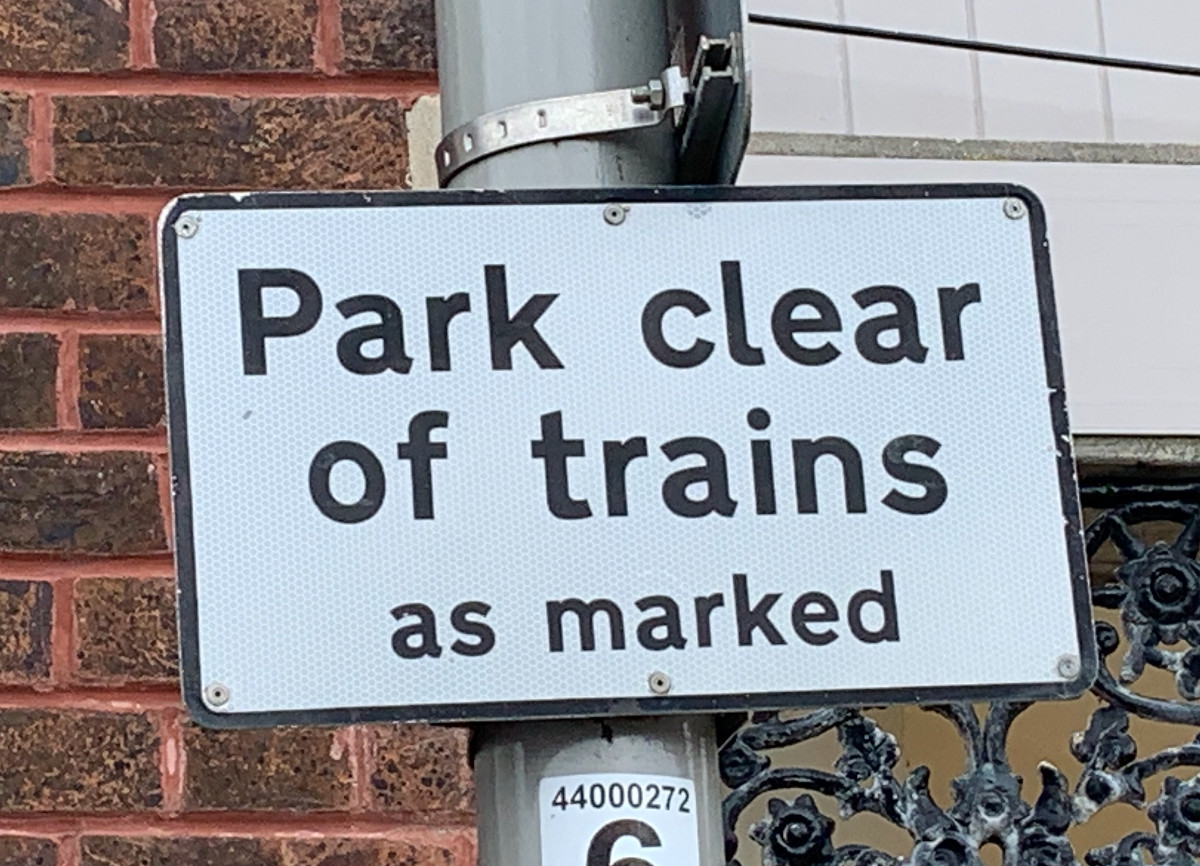 Park clear
of trains
as marked
44000272
6